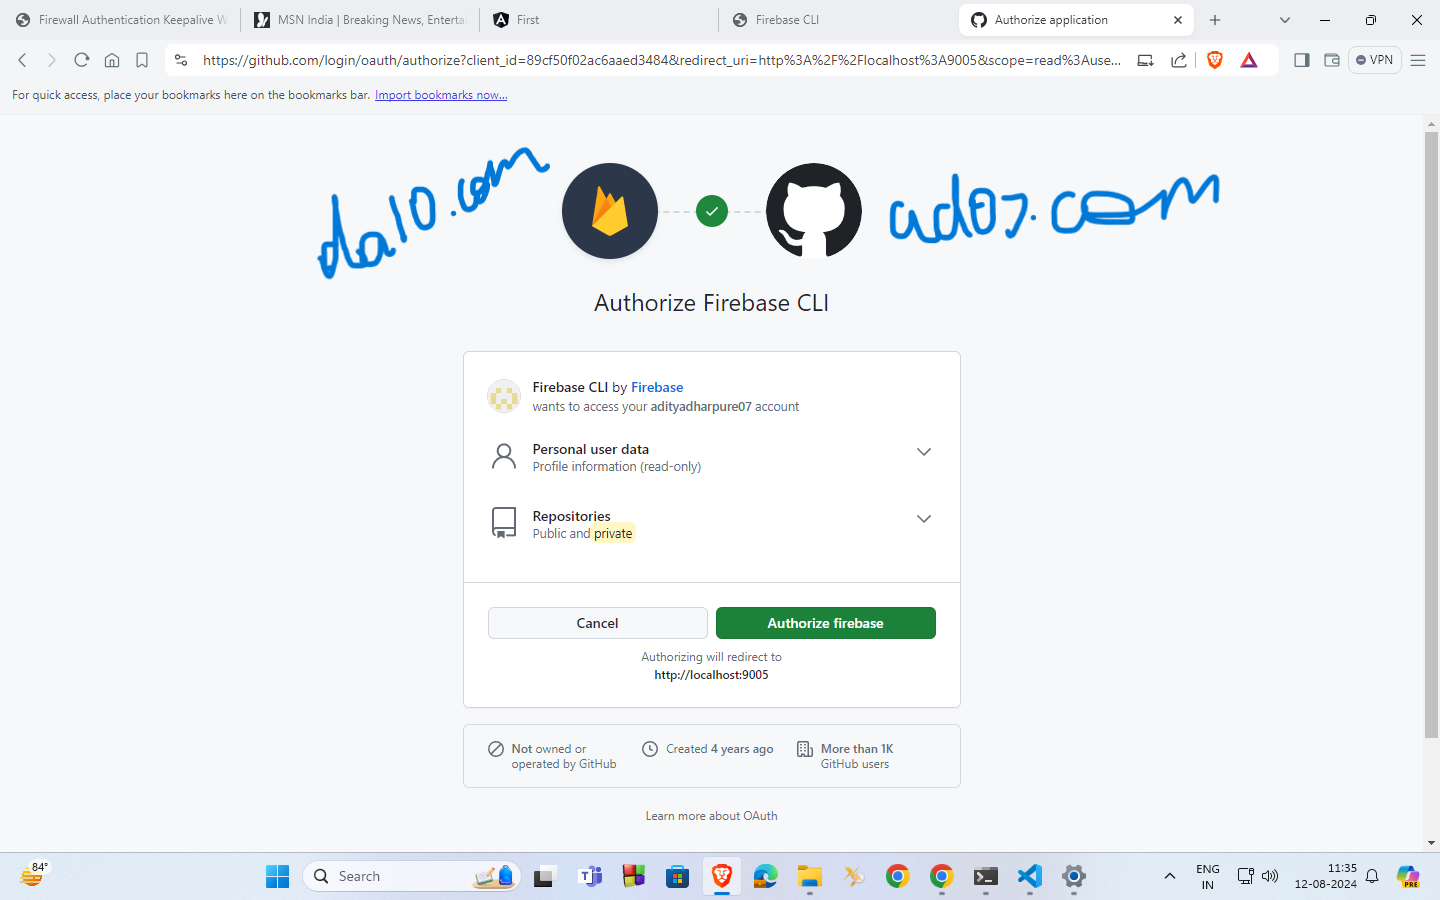 Firewall Authentication Keepalive W
MSN India | Breaking News, Enterta
First
Firebase CLI
Authorize application
https://github.com/login/oauth/authorize?client_id=89cf50f02ac6aaed3484&redirect_uri=http%3A%2F%2Flocalhost%3A9005&scope=read%3Ause...
VPN
For quick access, place your bookmarks here on the bookmarks bar. Import bookmarks now...
da10.com
ad07.com
Authorize Firebase CLI
Firebase CLI by Firebase
wants to access your adityadharpure07 account
Personal user data
Profile information (read-only)
Repositories
Public and private
Cancel
Authorize firebase
Authorizing will redirect to
http://localhost:9005
Not owned or
operated by GitHub
Created 4 years ago
More than 1K
GitHub users
Learn more about OAuth
84°
Search
ENG
IN
11:35
12-08-2024
PRE